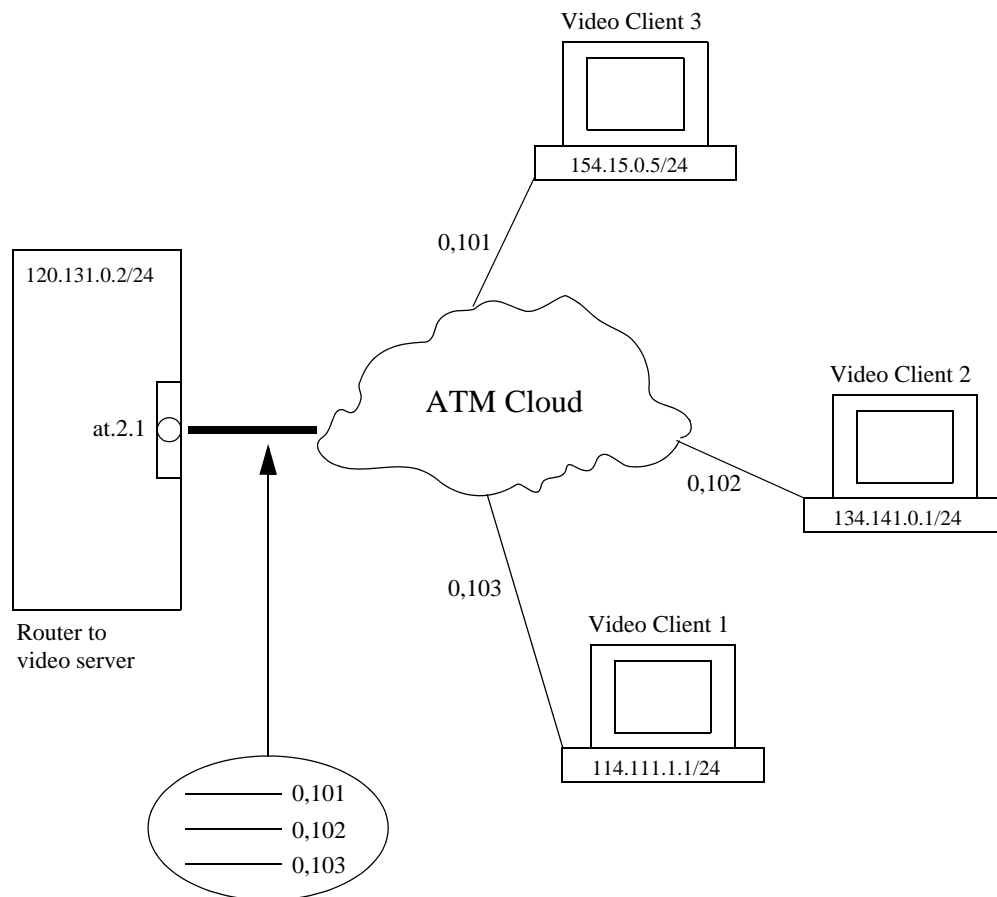 Video Client 3
154.15.0.5/24
0,101
120.131.0.2/24
ATM Cloud
Video Client 2
at.2.1
0,102
134.141.0.1/24
0,103
Video Client 1
Router to
video server
114.111.1.1/24
0,101
0,102
0,103